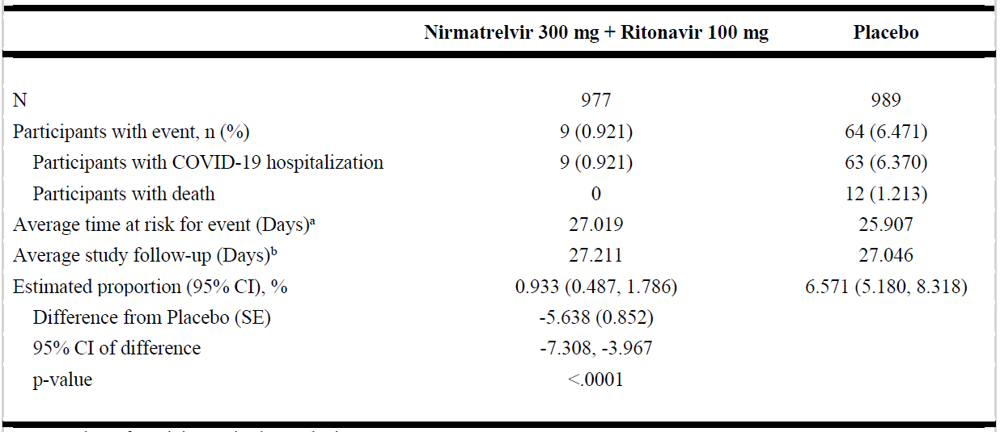 Nirmatrelvir 300 mg + Ritonavir 100 mg Placebo
N 977 989
Participants with event, n (%) 9 (0.921) 64 (6.471)
Participants with COVID-19 hospitalization 9 (0.921) 63 (6.370)
Participants with death 0 12 (1.213)
Average time at risk for event (Days)ᵃ 27.019 25.907
Average study follow-up (Days)ᵇ 27.211 27.046
Estimated proportion (95% CI), % 0.933 (0.487, 1.786) 6.571 (5.180, 8.318)
Difference from Placebo (SE) -5.638 (0.852)
95% CI of difference -7.308, -3.967
p-value <.0001